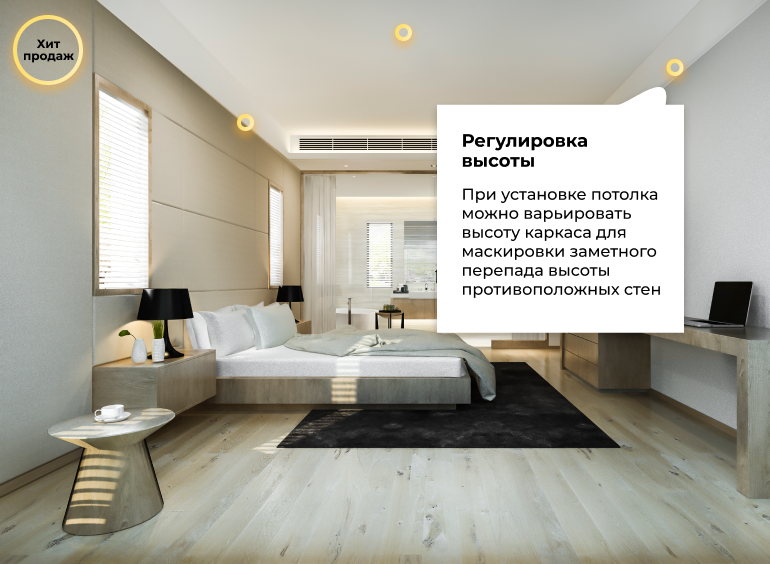 Хит
продаж
Регулировка
высоты
При установке потолка
можно варьировать
высоту каркаса для
маскировки заметного
перепада высоты
противоположных стен